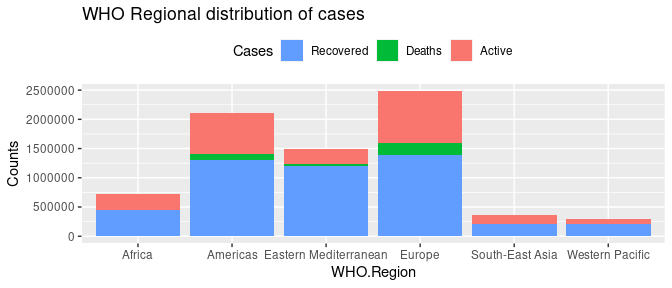 WHO Regional distribution of cases
Cases Recovered Deaths Active
2500000
2000000
1500000
1000000
500000
0
Counts
Africa Americas Eastern Mediterranean Europe South-East Asia Western Pacific
WHO.Region